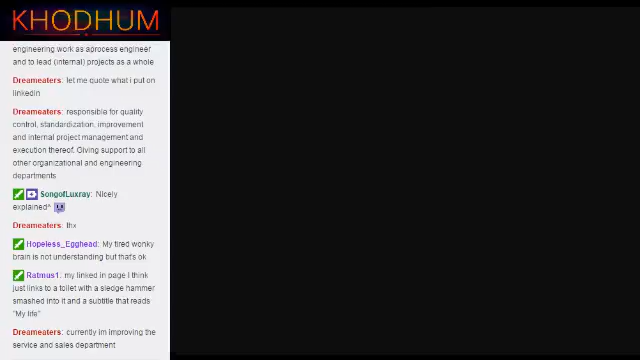 KHODHUM
engineering work as aprocess engineer
and to lead (internal) projects as a whole
Dreameaters: let me quote what i put on
linkedin
Dreameaters: responsible for quality
control, standardization, improvement
and internal project management and
execution thereof. Giving support to all
other organizational and engineering
departments
SongofLuxray: Nicely
explained^
Dreameaters: thx
Hopeless_Egghead: My tired wonky
brain is not understanding but that's ok
Ratmus1: my linked in page I think
just links to a toilet with a sledge hammer
smashed into it and a subtitle that reads
"My life"
Dreameaters: currently im improving the
service and sales department